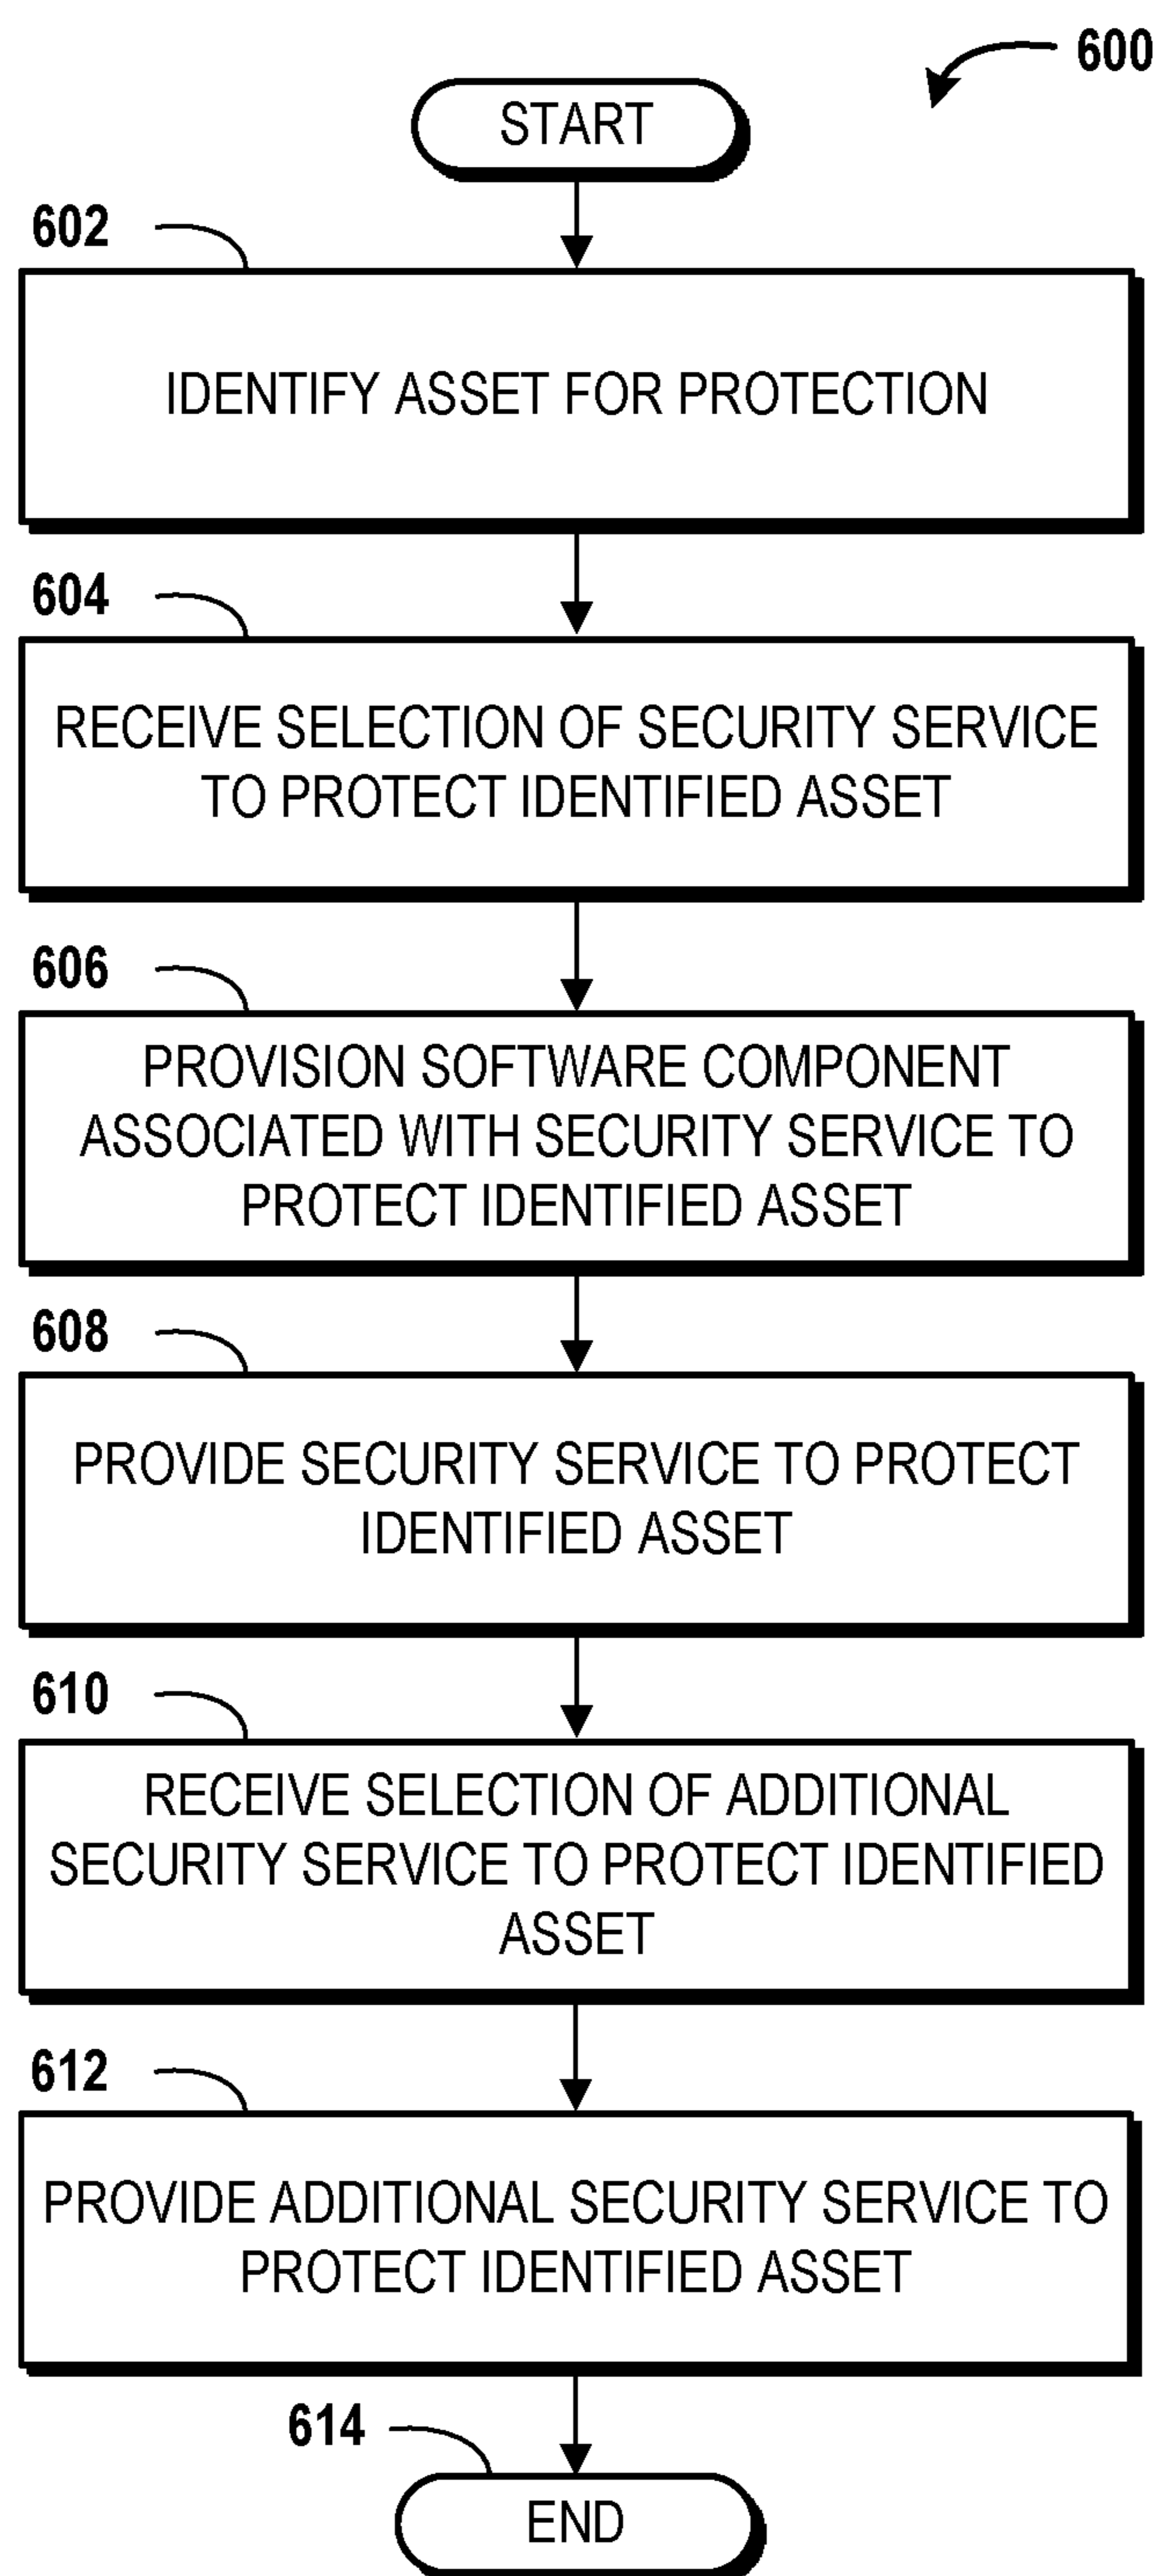 600
START
602
IDENTIFY ASSET FOR PROTECTION
604
RECEIVE SELECTION OF SECURITY SERVICE
TO PROTECT IDENTIFIED ASSET
606
PROVISION SOFTWARE COMPONENT
ASSOCIATED WITH SECURITY SERVICE TO
PROTECT IDENTIFIED ASSET
608
PROVIDE SECURITY SERVICE TO PROTECT
IDENTIFIED ASSET
610
RECEIVE SELECTION OF ADDITIONAL
SECURITY SERVICE TO PROTECT IDENTIFIED
ASSET
612
PROVIDE ADDITIONAL SECURITY SERVICE TO
PROTECT IDENTIFIED ASSET
614
END